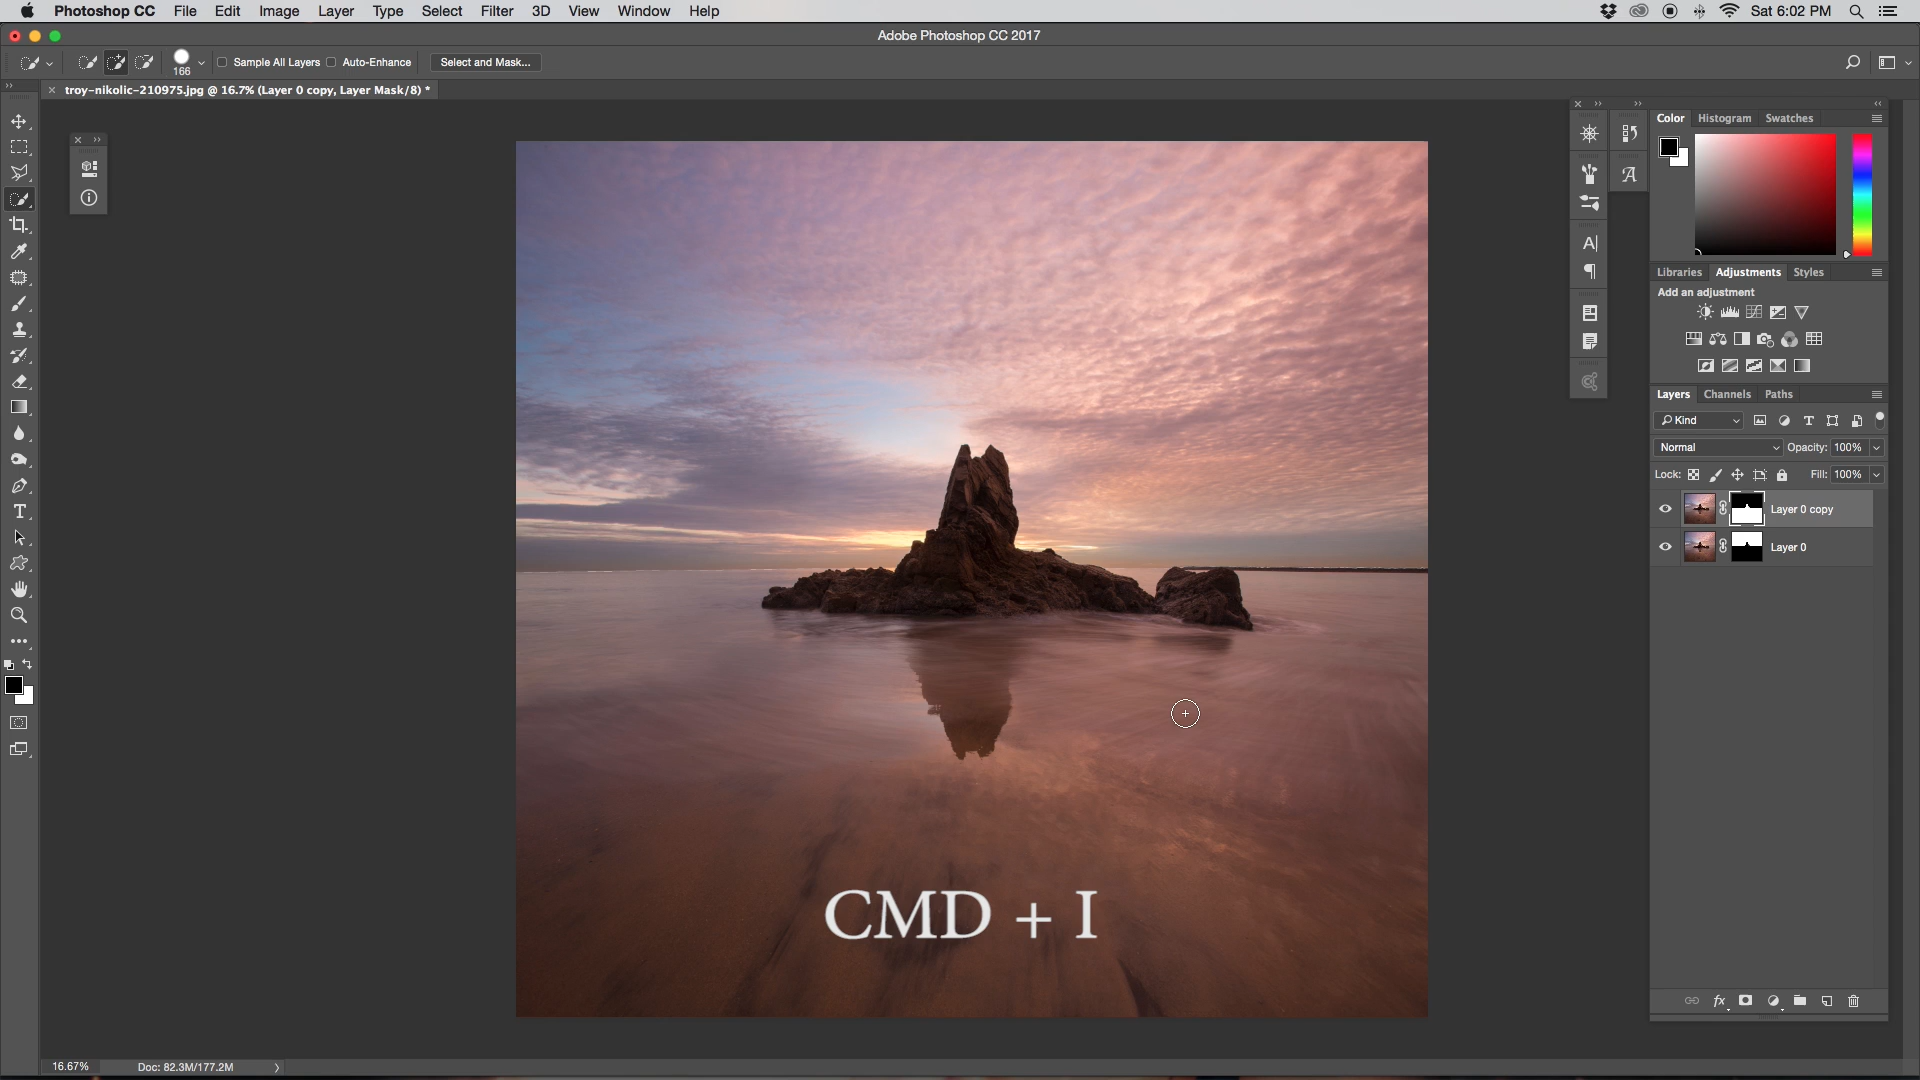 Photoshop CC File Edit Image Layer Type Select Filter 3D View Window Help Sat 6:02 PM
Adobe Photoshop CC 2017
166 Sample All Layers Auto-Enhance Select and Mask...
troy-nikolic-210975.jpg @ 16.7% (Layer 0 copy, Layer Mask/8) *
Color Histogram Swatches
Libraries Adjustments Styles
Add an adjustment
Layers Channels Paths
Kind
Normal Opacity: 100%
Lock: Fill: 100%
Layer 0 copy
Layer 0
CMD + I
fx
16.67% Doc: 82.3M/177.2M